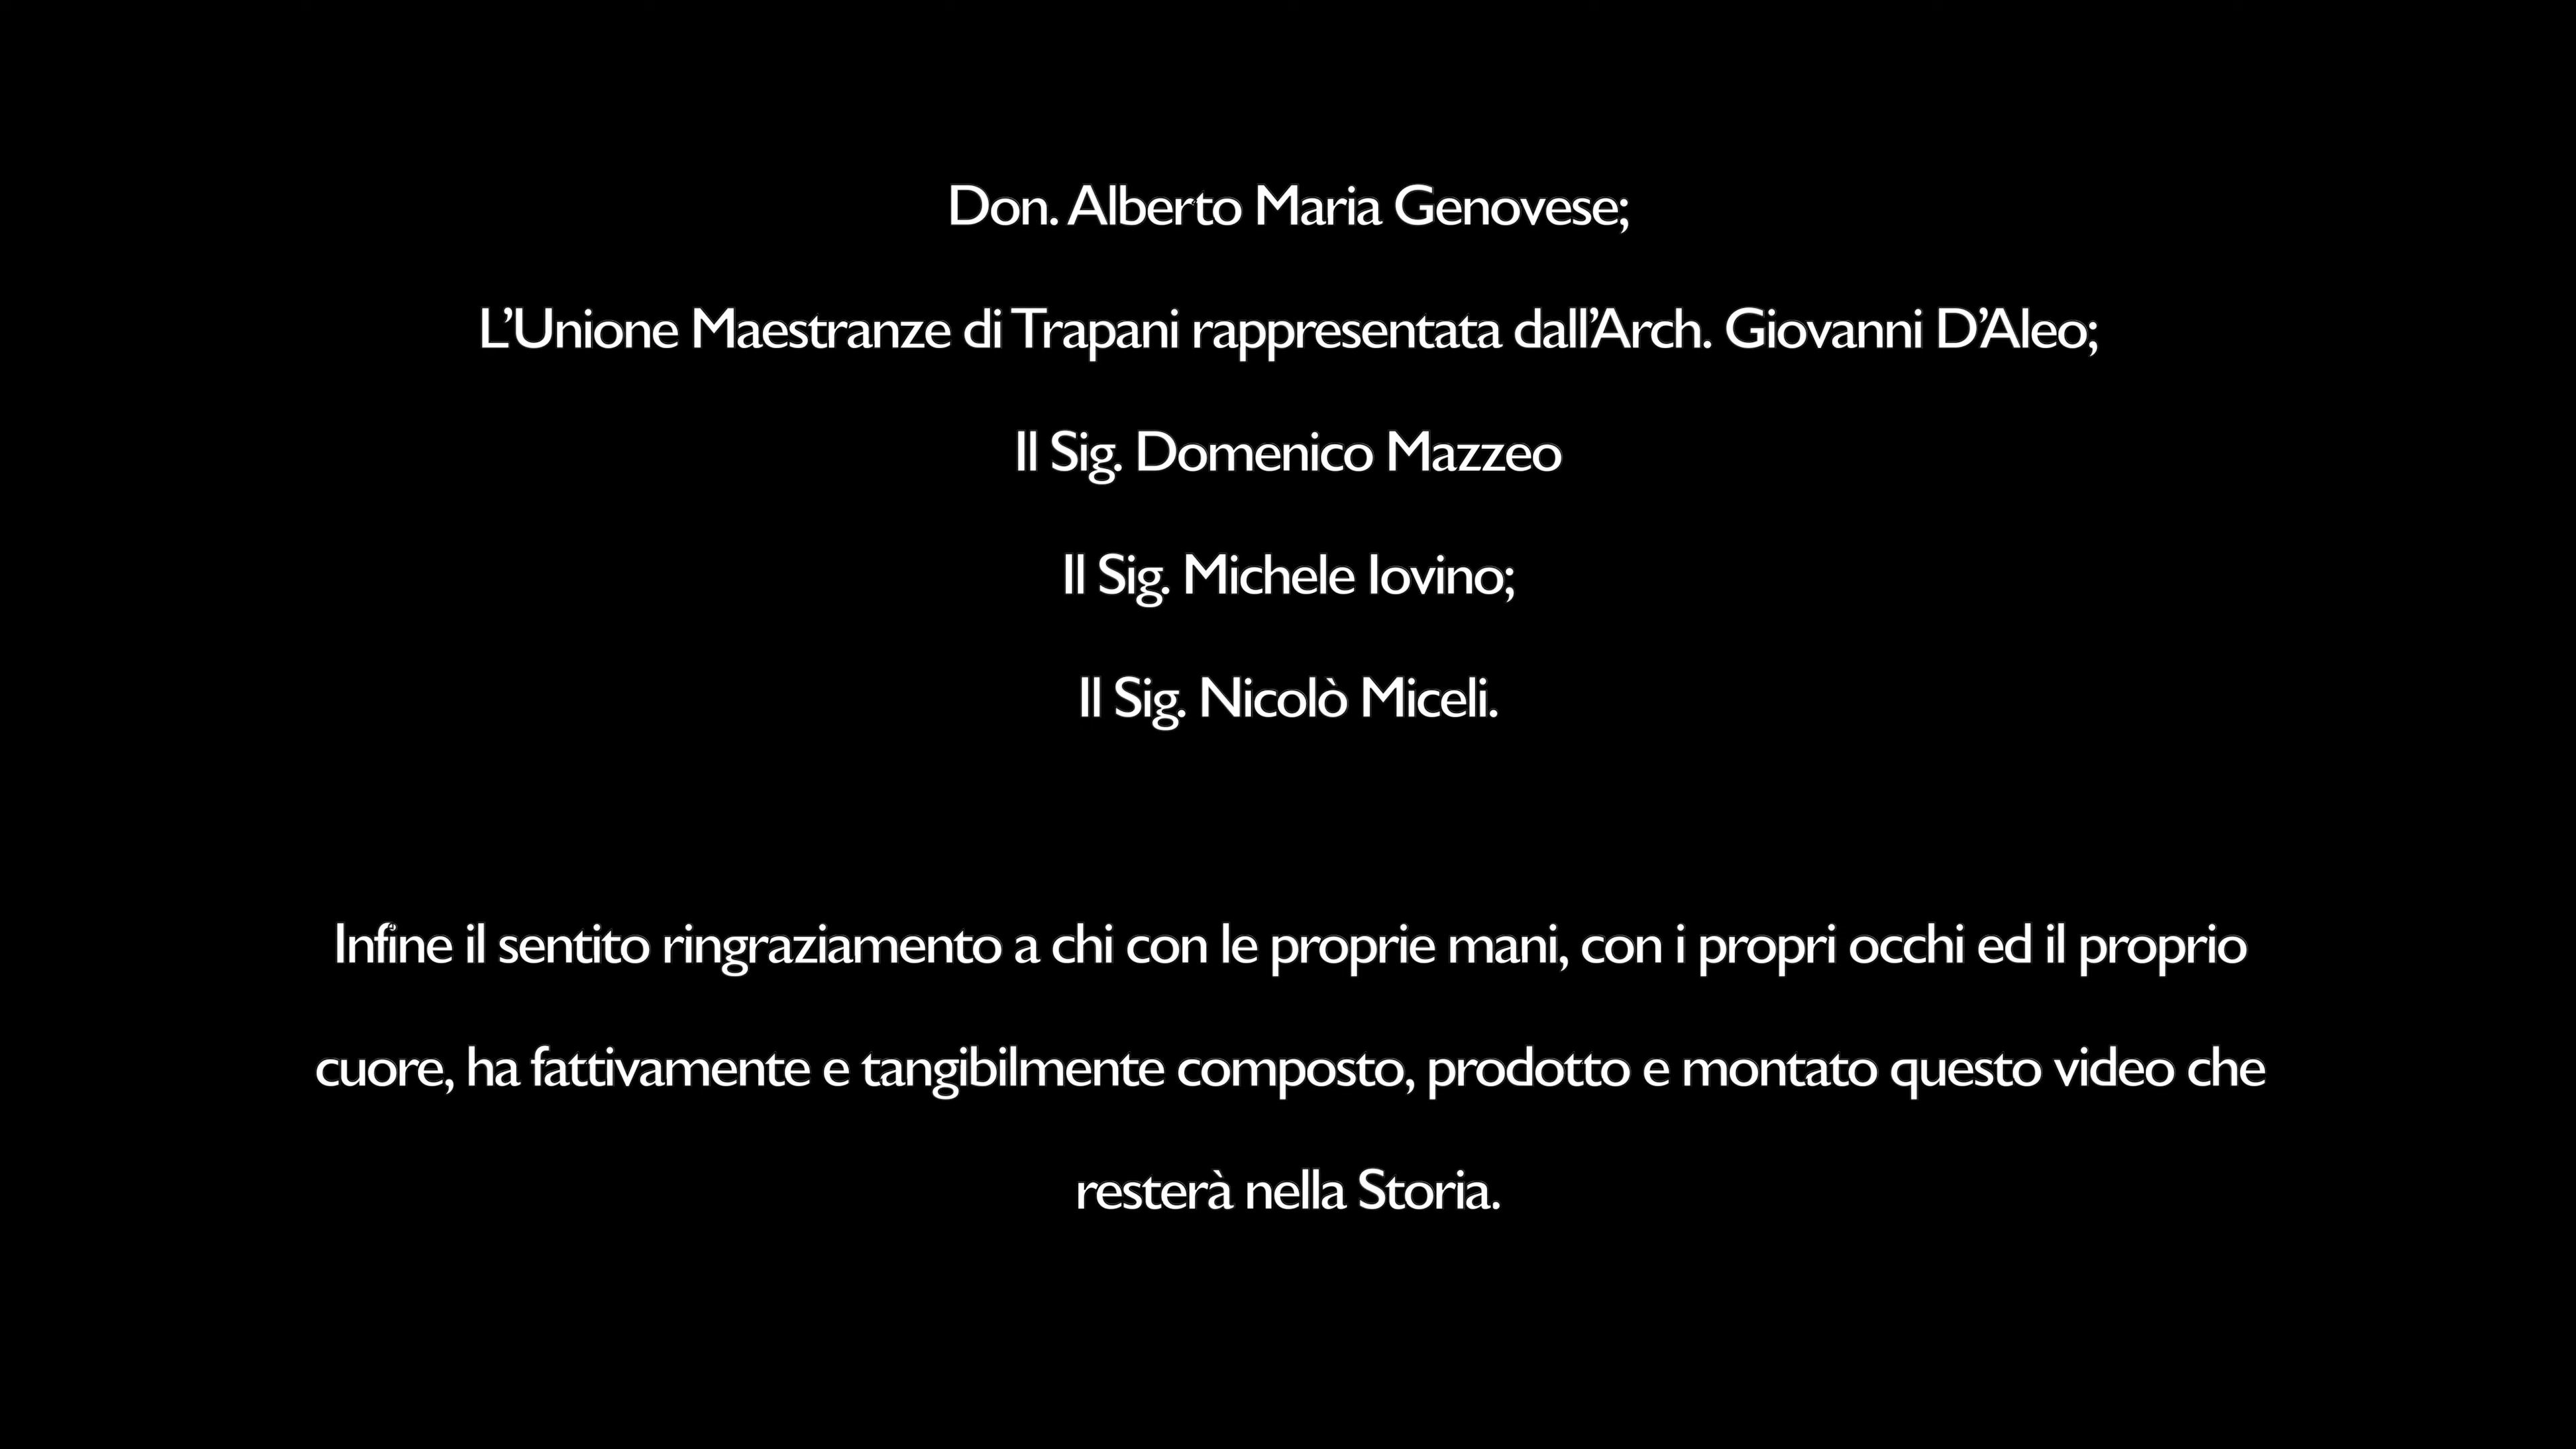 Don. Alberto Maria Genovese;
L’Unione Maestranze di Trapani rappresentata dall’Arch. Giovanni D’Aleo;
Il Sig. Domenico Mazzeo
Il Sig. Michele Iovino;
Il Sig. Nicolò Miceli.
Infine il sentito ringraziamento a chi con le proprie mani, con i propri occhi ed il proprio
cuore, ha fattivamente e tangibilmente composto, prodotto e montato questo video che
resterà nella Storia.